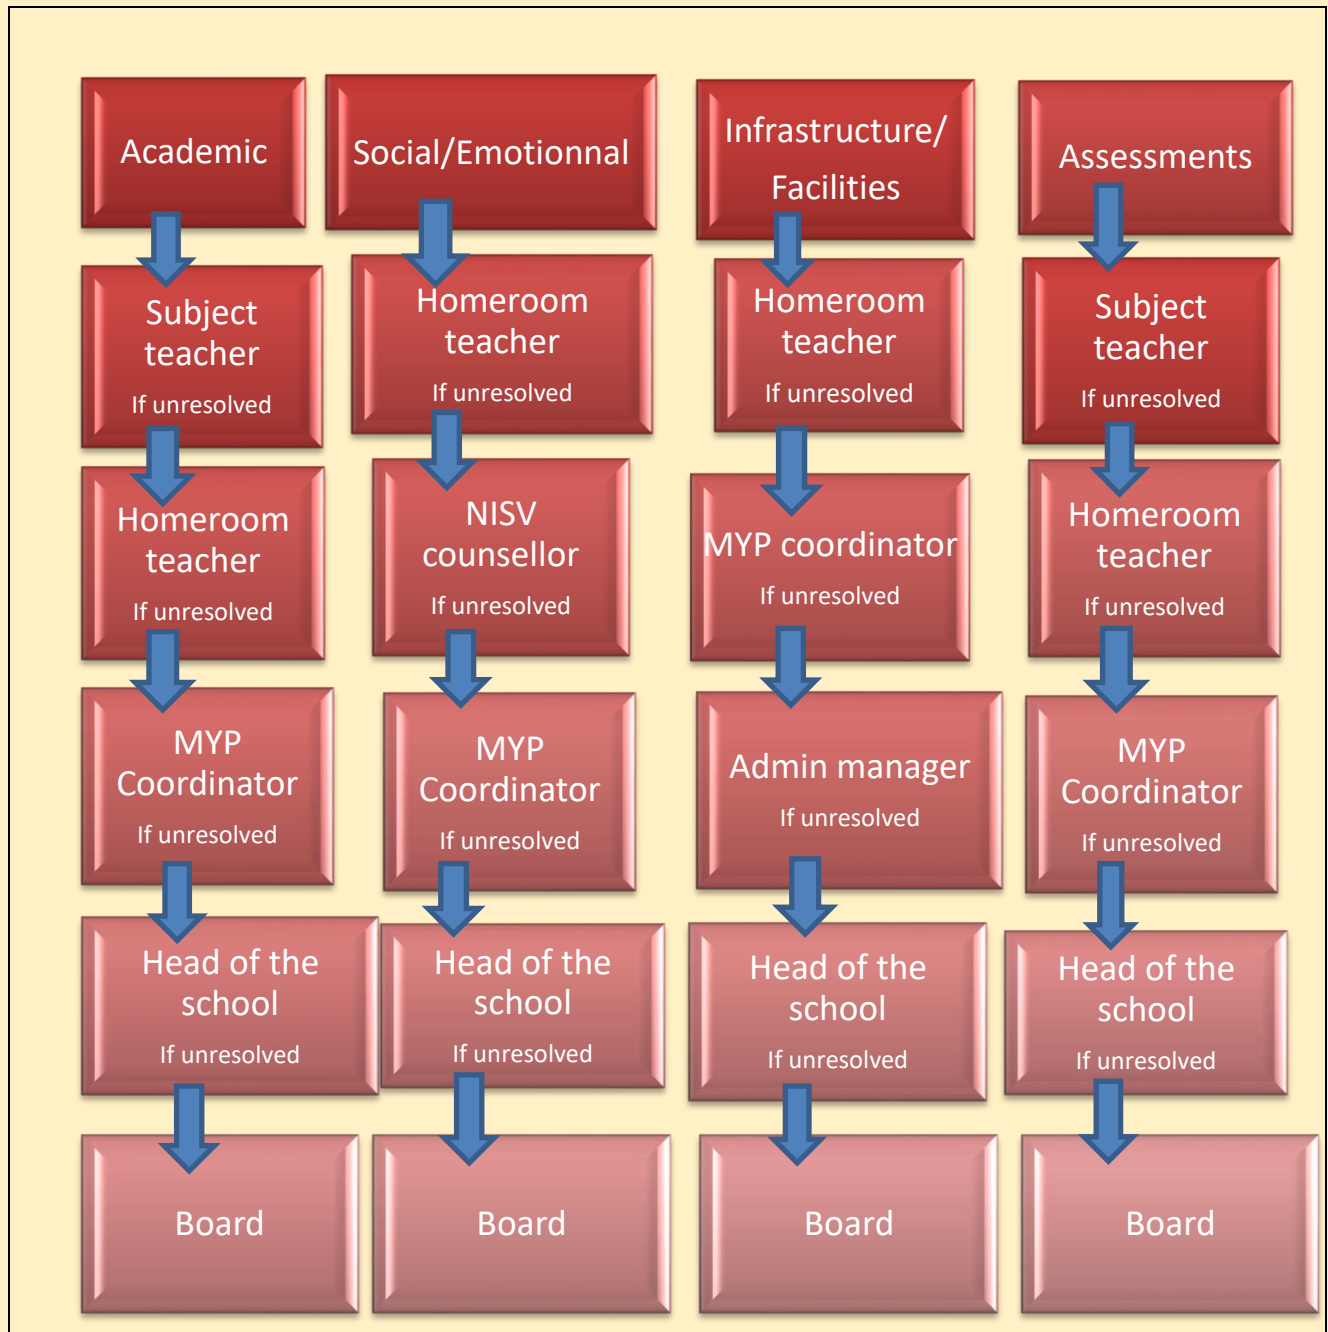 Academic
Subject
teacher
If unresolved
Homeroom
teacher
If unresolved
MYP
Coordinator
If unresolved
Head of the
school
If unresolved
Board
Social/Emotionnal
Homeroom
teacher
If unresolved
NISV
counsellor
If unresolved
MYP
Coordinator
If unresolved
Head of the
school
If unresolved
Board
Infrastructure/
Facilities
Homeroom
teacher
If unresolved
MYP coordinator
If unresolved
Admin manager
If unresolved
Head of the
school
If unresolved
Board
Assessments
Subject
teacher
If unresolved
Homeroom
teacher
If unresolved
MYP
Coordinator
If unresolved
Head of the
school
If unresolved
Board